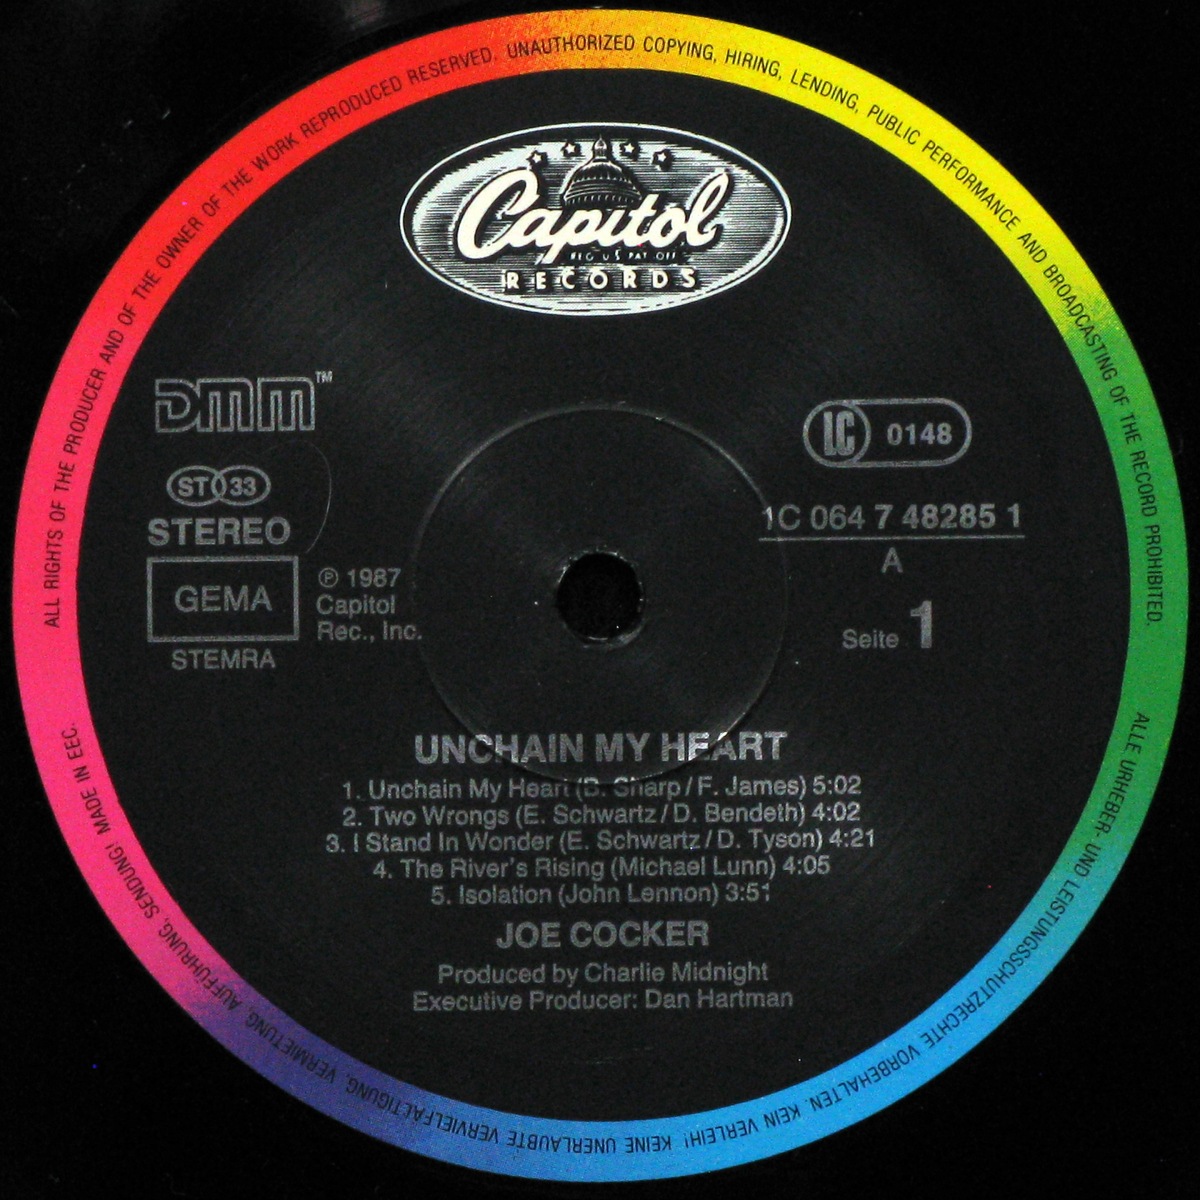 ALL RIGHTS OF THE PRODUCER AND OF THE OWNER OF THE WORK REPRODUCED RESERVED. UNAUTHORIZED COPYING, HIRING, LENDING, PUBLIC PERFORMANCE AND BROADCASTING OF THE RECORD PROHIBITED.
Capitol
REG. U.S. PAT. OFF.
RECORDS
DMM™
LC 0148
ST 33
STEREO
1C 064 7 48285 1
A
GEMA
STEMRA
℗ 1987
Capitol
Rec., Inc.
Seite 1
UNCHAIN MY HEART
1. Unchain My Heart (B. Sharp/F. James) 5:02
2. Two Wrongs (E. Schwartz/D. Bendeth) 4:02
3. I Stand In Wonder (E. Schwartz/D. Tyson) 4:21
4. The River's Rising (Michael Lunn) 4:05
5. Isolation (John Lennon) 3:51
JOE COCKER
Produced by Charlie Midnight
Executive Producer: Dan Hartman
ALLE URHEBER- UND LEISTUNGSSCHUTZRECHTE VORBEHALTEN. KEIN VERLEIH! KEINE UNERLAUBTE VERVIELFÄLTIGUNG, VERMIETUNG, AUFFÜHRUNG, SENDUNG! MADE IN EEC.